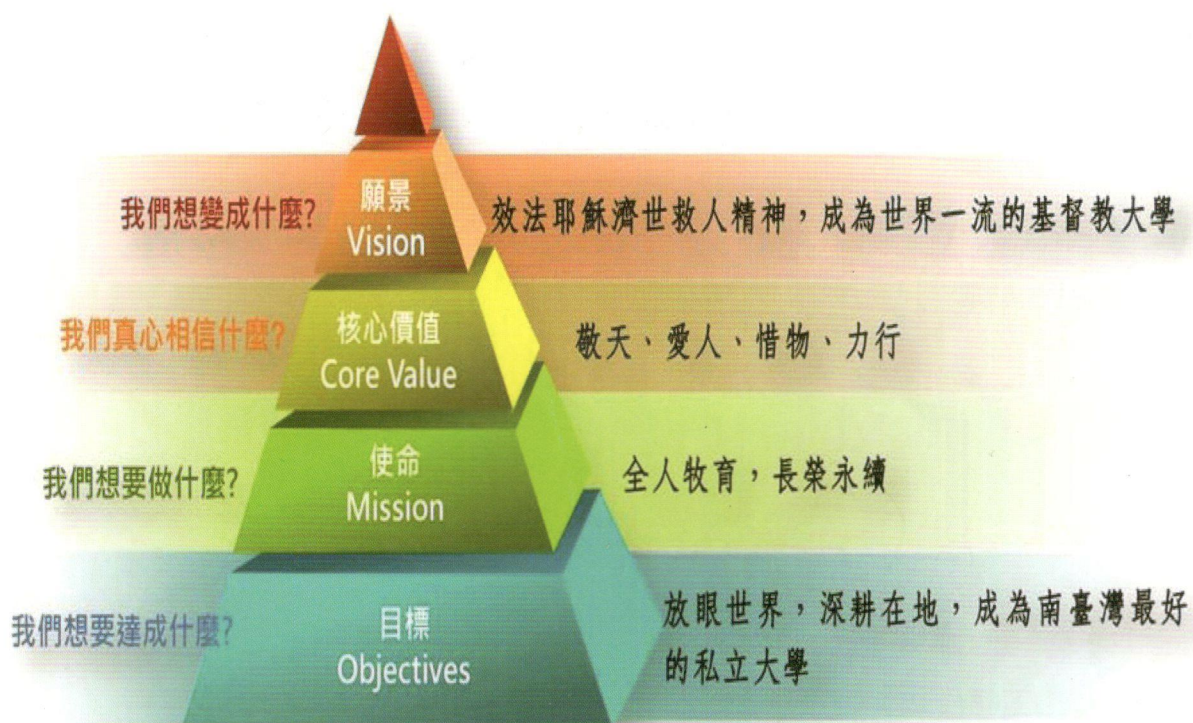 我們想變成什麼?
願景
Vision
效法耶穌濟世救人精神，成為世界一流的基督教大學
我們真心相信什麼?
核心價值
Core Value
敬天、愛人、惜物、力行
我們想要做什麼?
使命
Mission
全人牧育，長榮永續
我們想要達成什麼?
目標
Objectives
放眼世界，深耕在地，成為南臺灣最好
的私立大學